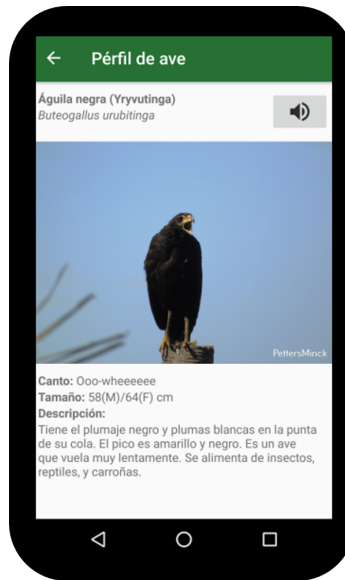 Pérfil de ave
Águila negra (Yryvutinga)
Buteogallus urubitinga
PettersMinck
Canto: Ooo-wheeeeee
Tamaño: 58(M)/64(F) cm
Descripción:
Tiene el plumaje negro y plumas blancas en la punta
de su cola. El pico es amarillo y negro. Es un ave
que vuela muy lentamente. Se alimenta de insectos,
reptiles, y carroñas.